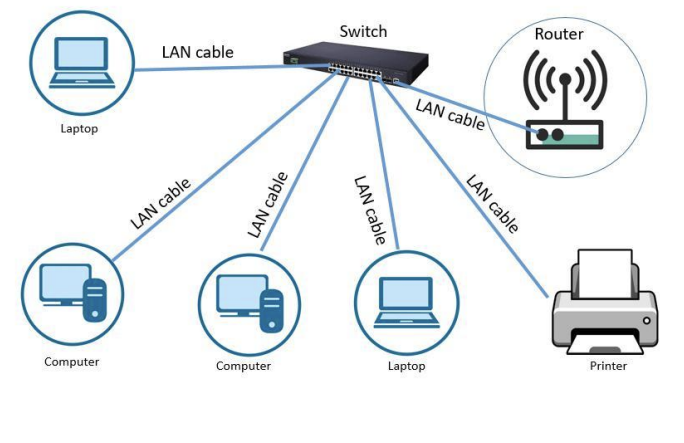 Switch
Router
LAN cable
Laptop
LAN cable
LAN cable
LAN cable
LAN cable
LAN cable
Computer
Computer
Laptop
Printer